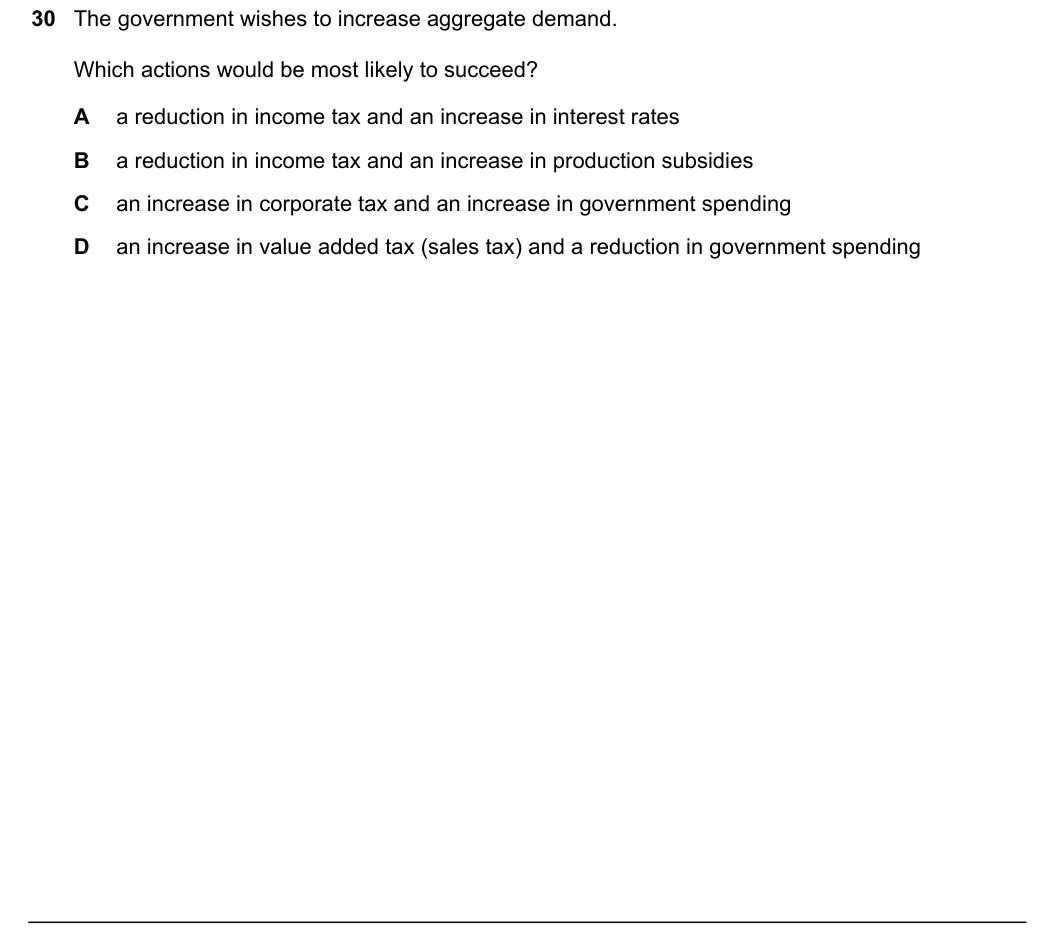 30 The government wishes to increase aggregate demand.
Which actions would be most likely to succeed?
A a reduction in income tax and an increase in interest rates
B a reduction in income tax and an increase in production subsidies
C an increase in corporate tax and an increase in government spending
D an increase in value added tax (sales tax) and a reduction in government spending